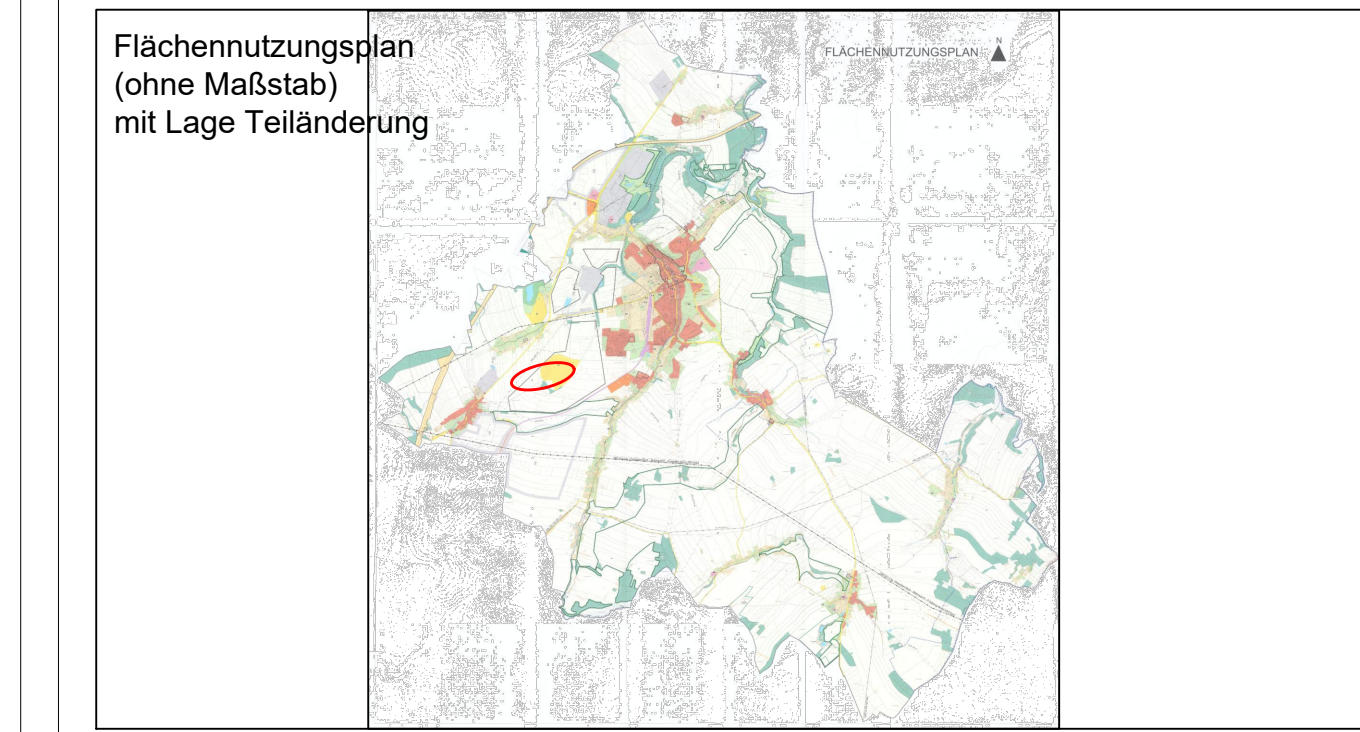 Flächennutzungsplan
(ohne Maßstab)
mit Lage Teiländerung
FLÄCHENNUTZUNGSPLAN
N